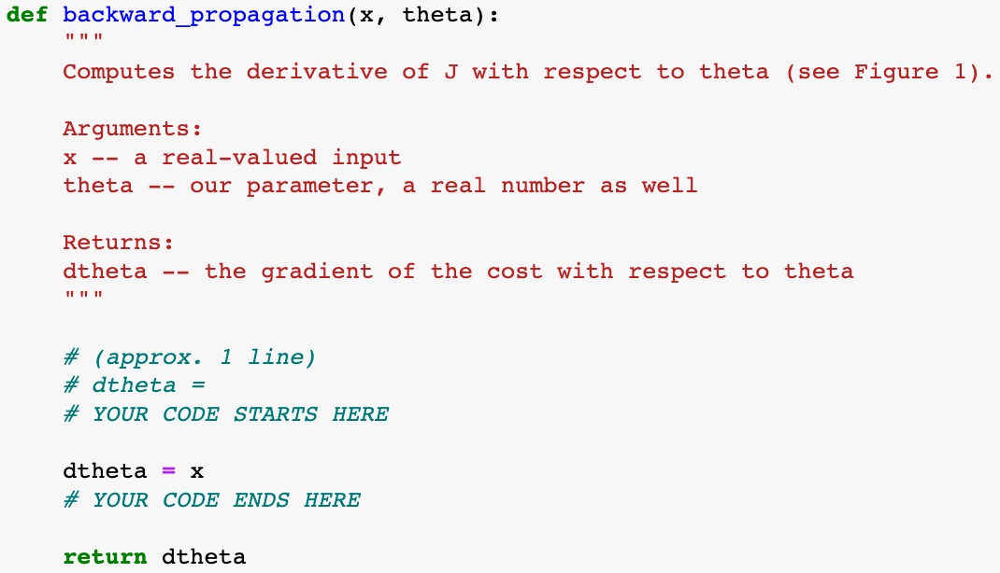 def backward_propagation(x, theta):
    """
    Computes the derivative of J with respect to theta (see Figure 1).
    Arguments:
    x -- a real-valued input
    theta -- our parameter, a real number as well
    Returns:
    dtheta -- the gradient of the cost with respect to theta
    """
    # (approx. 1 line)
    # dtheta =
    # YOUR CODE STARTS HERE
    dtheta = x
    # YOUR CODE ENDS HERE
    return dtheta